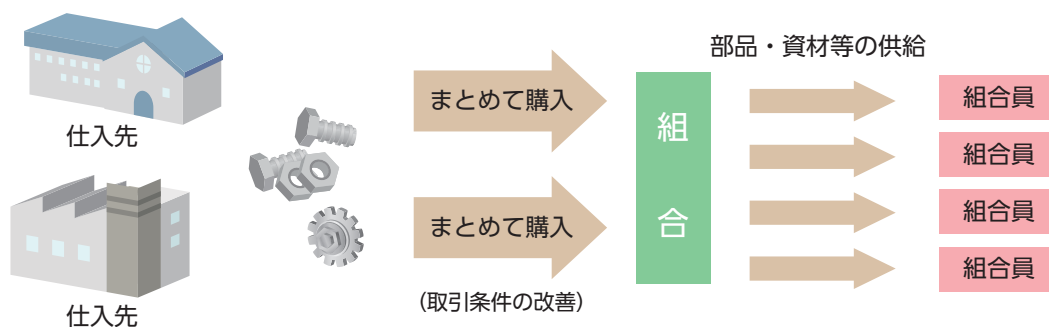 部品・資材等の供給
仕入先
まとめて購入
組合
組合員
組合員
組合員
組合員
仕入先
まとめて購入
(取引条件の改善)